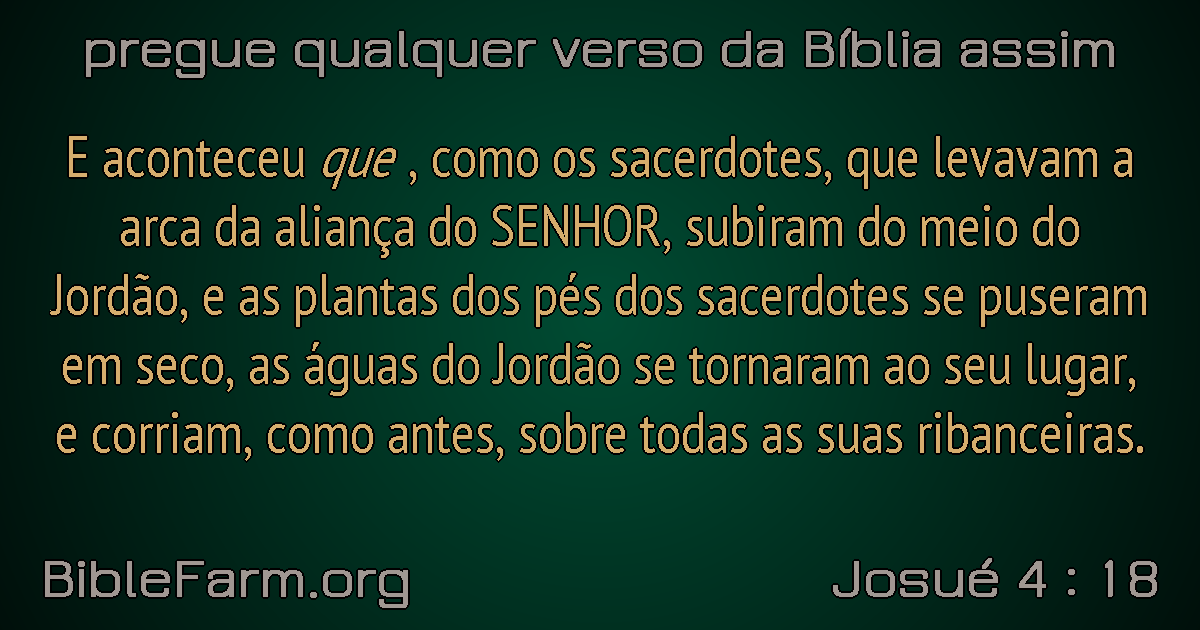 pregue qualquer verso da Bíblia assim
E aconteceu que , como os sacerdotes, que levavam a
arca da aliança do SENHOR, subiram do meio do
Jordão, e as plantas dos pés dos sacerdotes se puseram
em seco, as águas do Jordão se tornaram ao seu lugar,
e corriam, como antes, sobre todas as suas ribanceiras.
BibleFarm.org
Josué 4 : 18